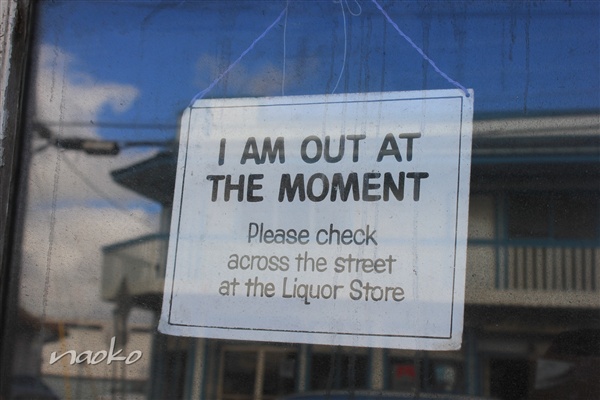 I AM OUT AT
THE MOMENT
Please check
across the street
at the Liquor Store
naoko